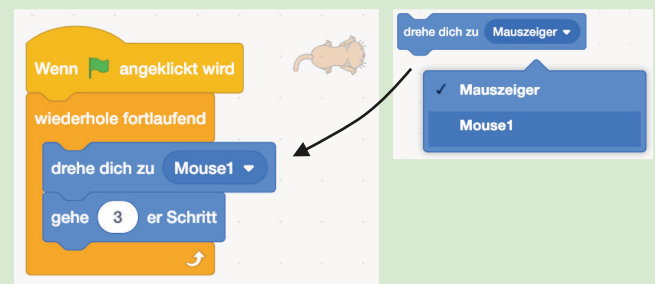 Wenn angeklickt wird
wiederhole fortlaufend
drehe dich zu Mouse1
gehe 3 er Schritt
drehe dich zu Mauszeiger
✓ Mauszeiger
Mouse1